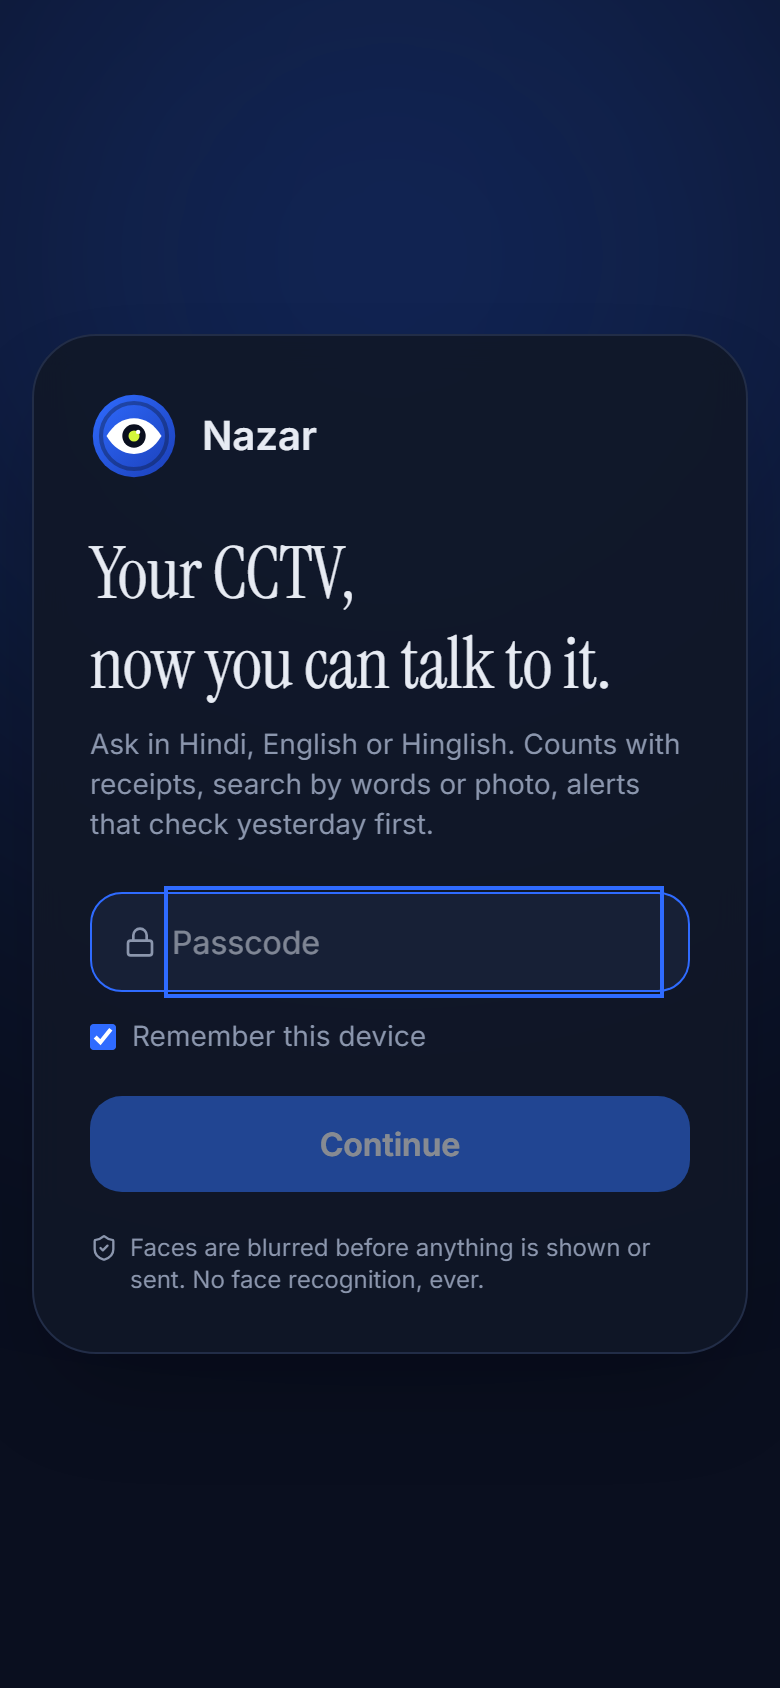 Nazar
Your CCTV,
now you can talk to it.
Ask in Hindi, English or Hinglish. Counts with
receipts, search by words or photo, alerts
that check yesterday first.
Passcode
Remember this device
Continue
Faces are blurred before anything is shown or
sent. No face recognition, ever.